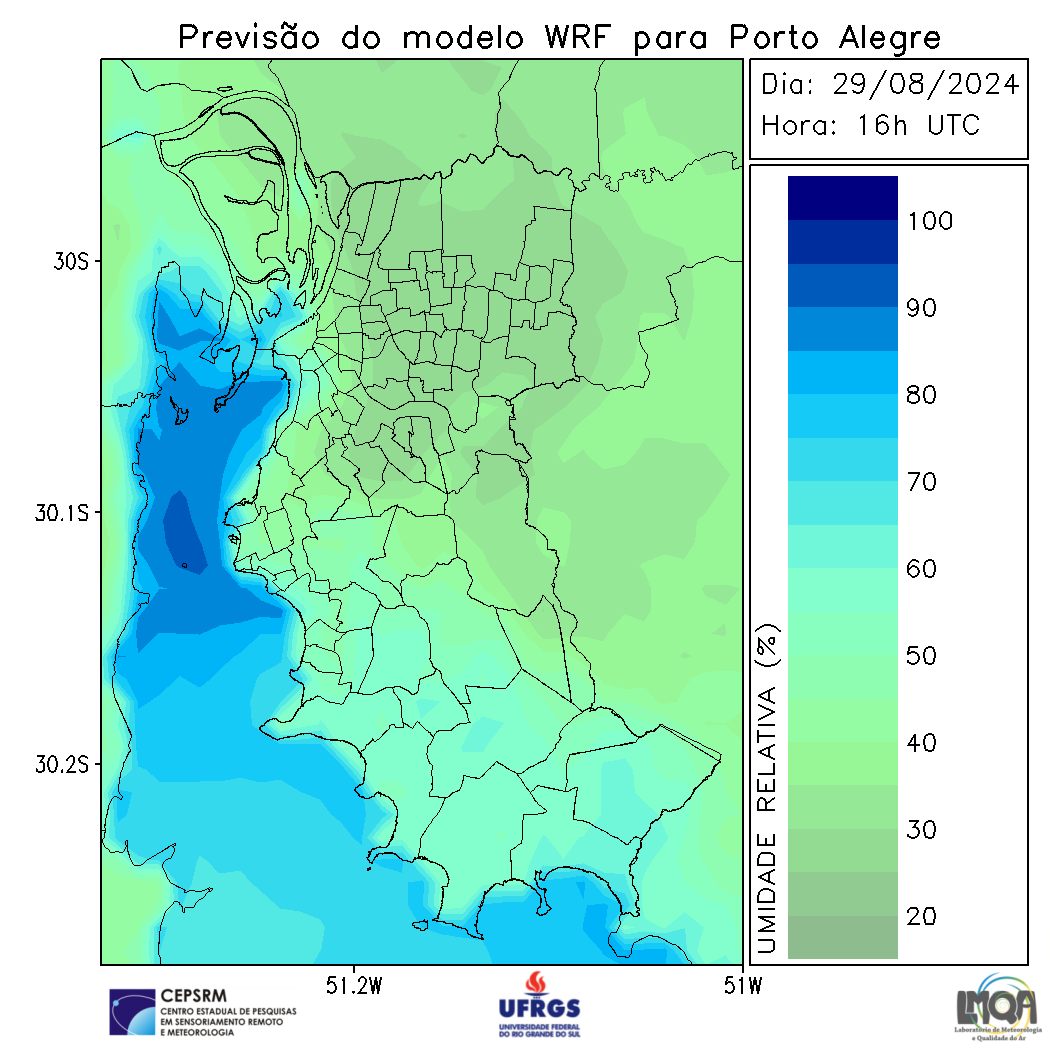 Previsão do modelo WRF para Porto Alegre
Dia: 29/08/2024
Hora: 16h UTC
30S
30.1S
30.2S
51.2W
51W
100
90
80
70
60
50
40
30
20
UMIDADE RELATIVA (%)
CEPSRM
CENTRO ESTADUAL DE PESQUISAS
EM SENSORIAMENTO REMOTO
E METEOROLOGIA
UFRGS
UNIVERSIDADE FEDERAL
DO RIO GRANDE DO SUL
LMQA
Laboratório de Meteorologia
e Qualidade do Ar